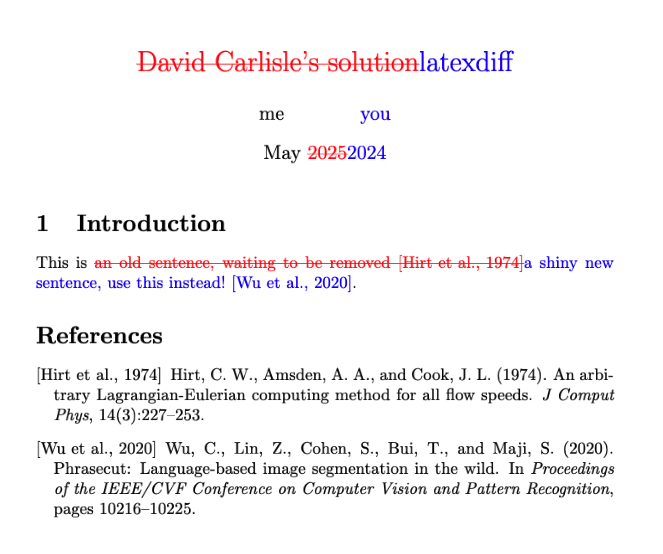 David Carlisle's solutionlatexdiff
me you
May 20252024
1 Introduction
This is an old sentence, waiting to be removed [Hirt et al., 1974]a shiny new
sentence, use this instead! [Wu et al., 2020].
References
[Hirt et al., 1974] Hirt, C. W., Amsden, A. A., and Cook, J. L. (1974). An arbi-
trary Lagrangian-Eulerian computing method for all flow speeds. J Comput
Phys, 14(3):227–253.
[Wu et al., 2020] Wu, C., Lin, Z., Cohen, S., Bui, T., and Maji, S. (2020).
Phrasecut: Language-based image segmentation in the wild. In Proceedings
of the IEEE/CVF Conference on Computer Vision and Pattern Recognition,
pages 10216–10225.